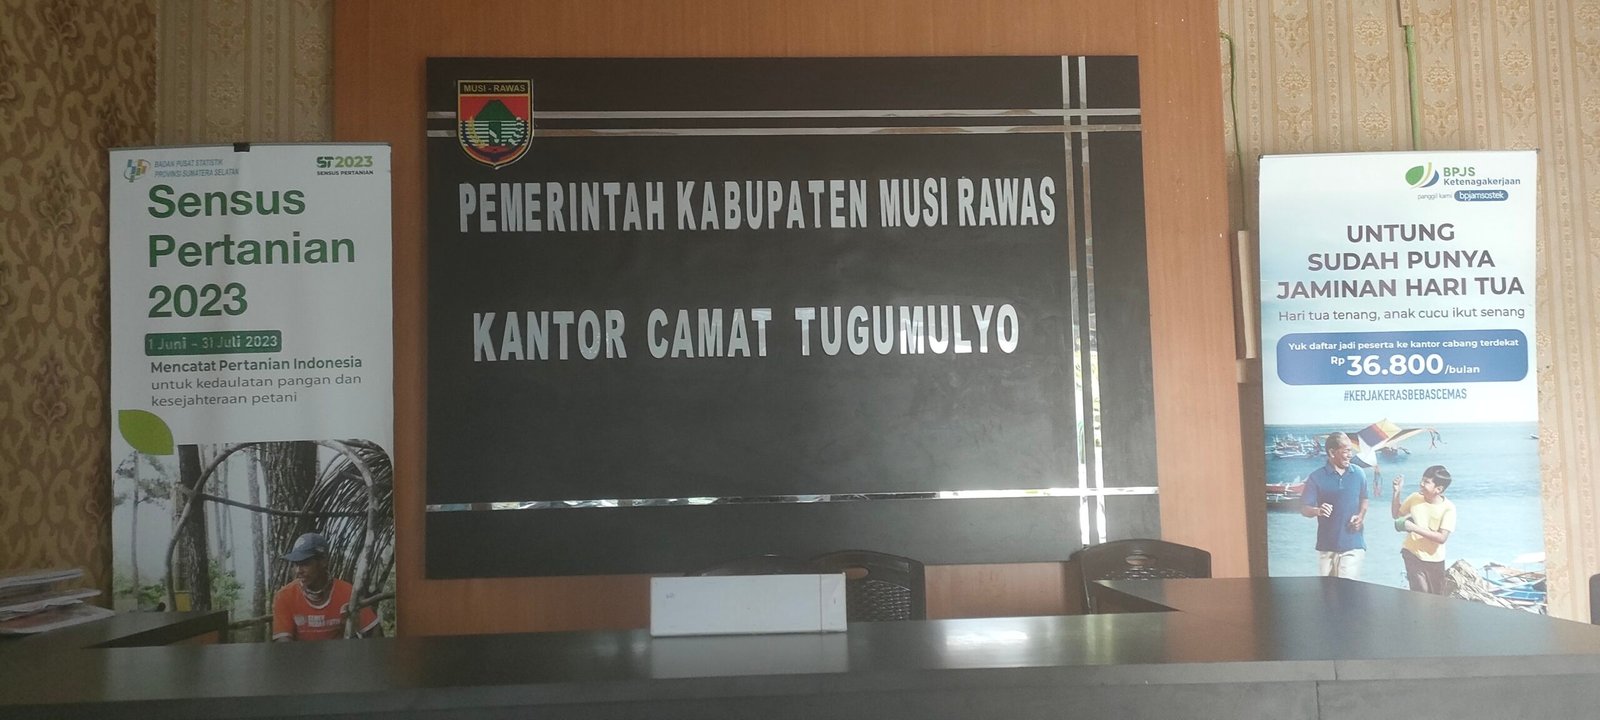 BADAN PUSAT STATISTIK
PROVINSI SUMATERA SELATAN
ST2023
SENSUS PERTANIAN
Sensus
Pertanian
2023
1 Juni - 31 Juli 2023
Mencatat Pertanian Indonesia
untuk kedaulatan pangan dan
kesejahteraan petani
MUSI - RAWAS
PEMERINTAH KABUPATEN MUSI RAWAS
KANTOR CAMAT TUGUMULYO
BPJS
Ketenagakerjaan
panggil kami bpjamsostek
UNTUNG
SUDAH PUNYA
JAMINAN HARI TUA
Hari tua tenang, anak cucu ikut senang
Yuk daftar jadi peserta ke kantor cabang terdekat
Rp 36.800/bulan
#KERJAKERASBEBASCEMAS